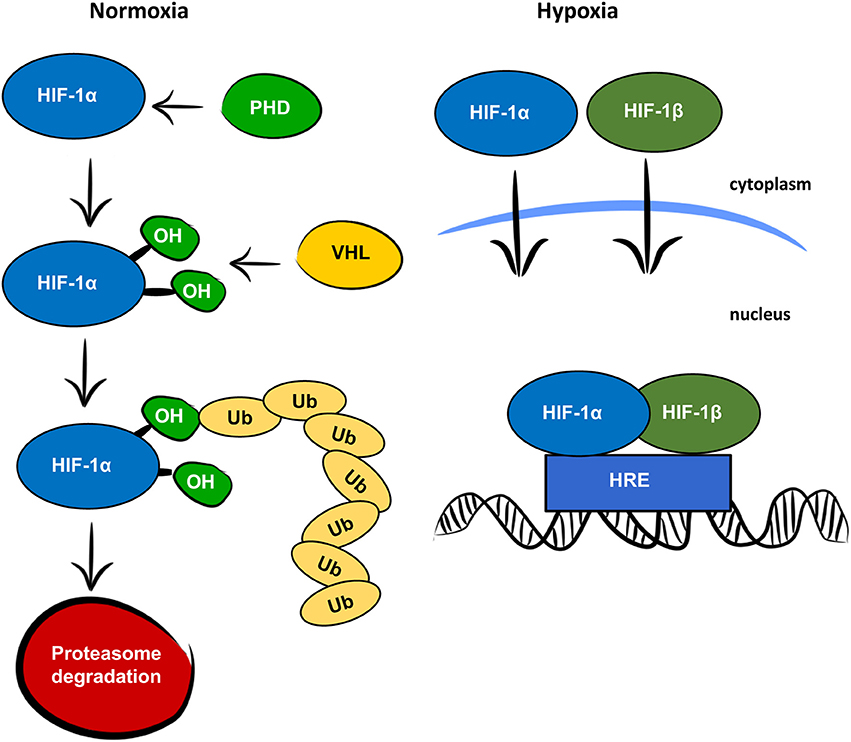 Normoxia
HIF-1α
PHD
HIF-1α
OH
OH
VHL
HIF-1α
OH
OH
Ub
Ub
Ub
Ub
Ub
Ub
Ub
Proteasome
degradation
Hypoxia
HIF-1α
HIF-1β
cytoplasm
nucleus
HIF-1α
HIF-1β
HRE